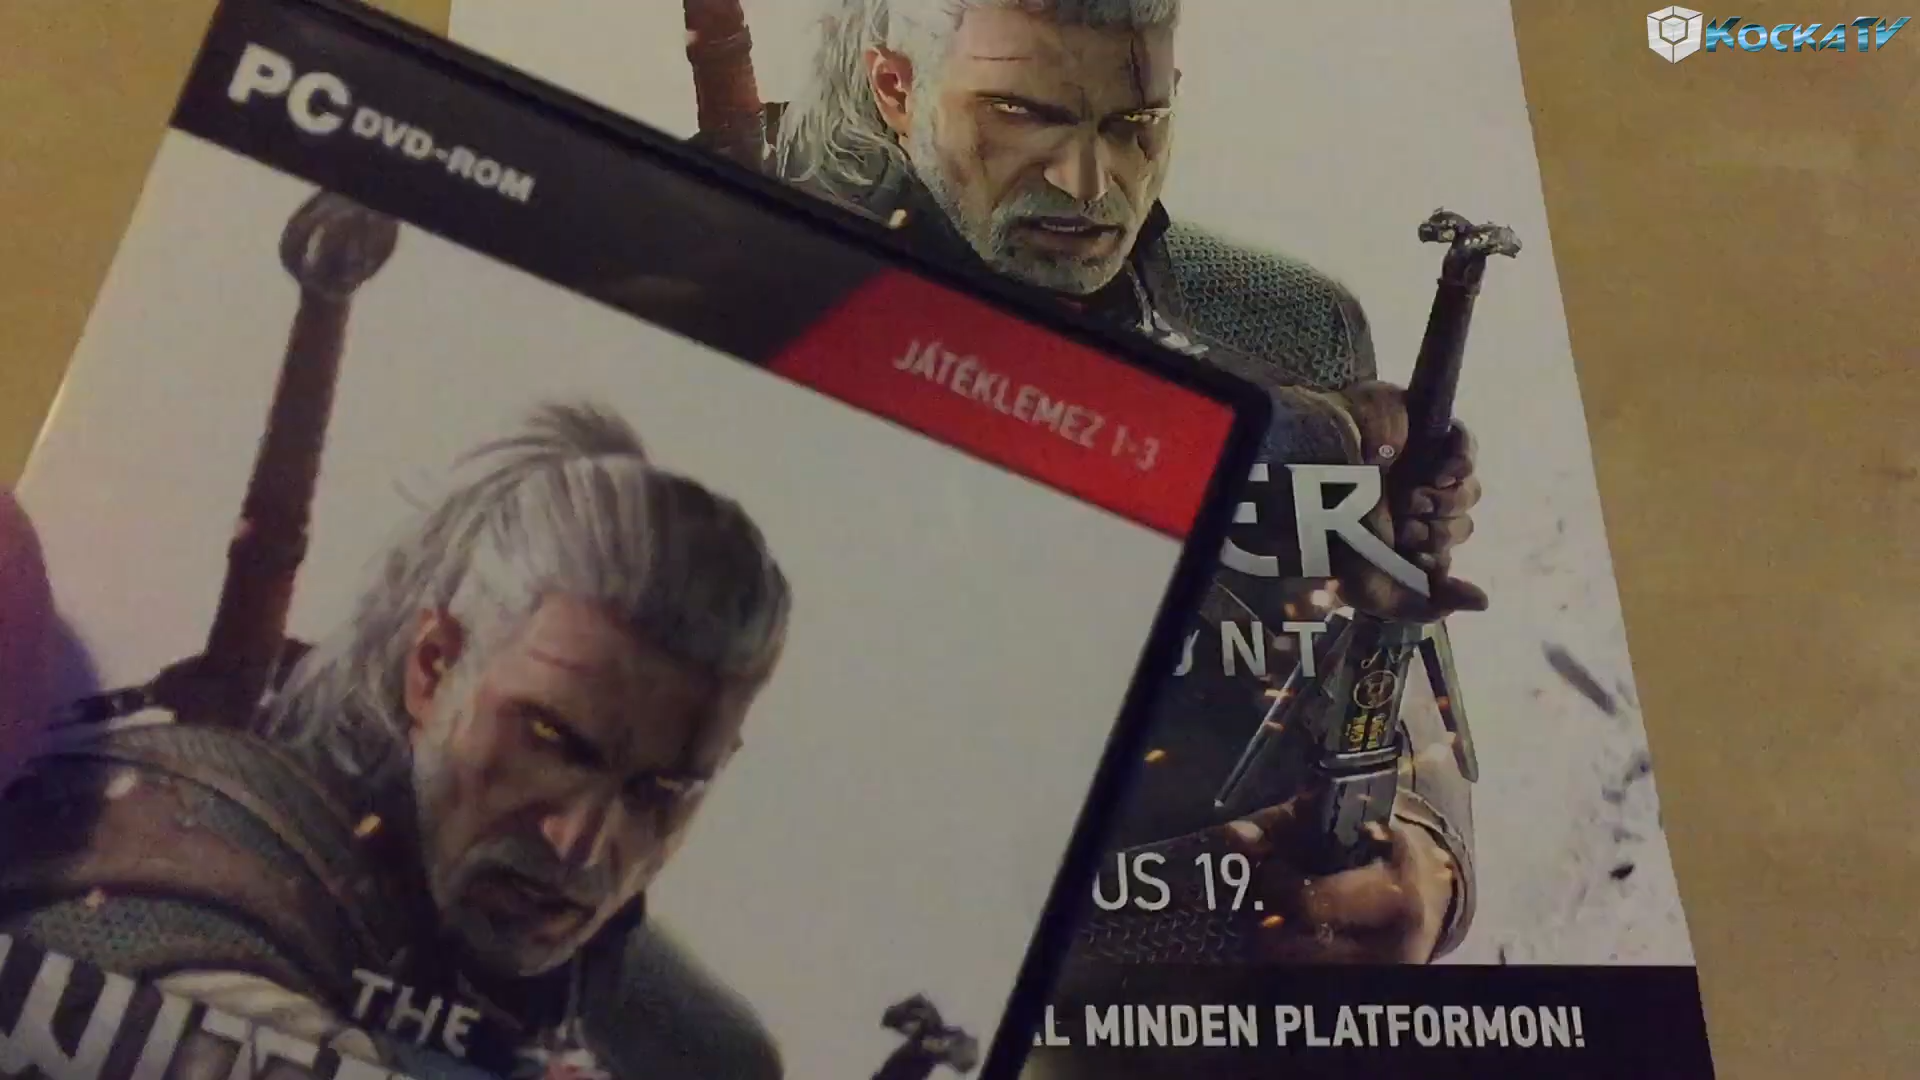 KOCKATV
PC DVD-ROM
JÁTÉKLEMEZ 1-3
THE
ER
®
NT
US 19.
L MINDEN PLATFORMON!